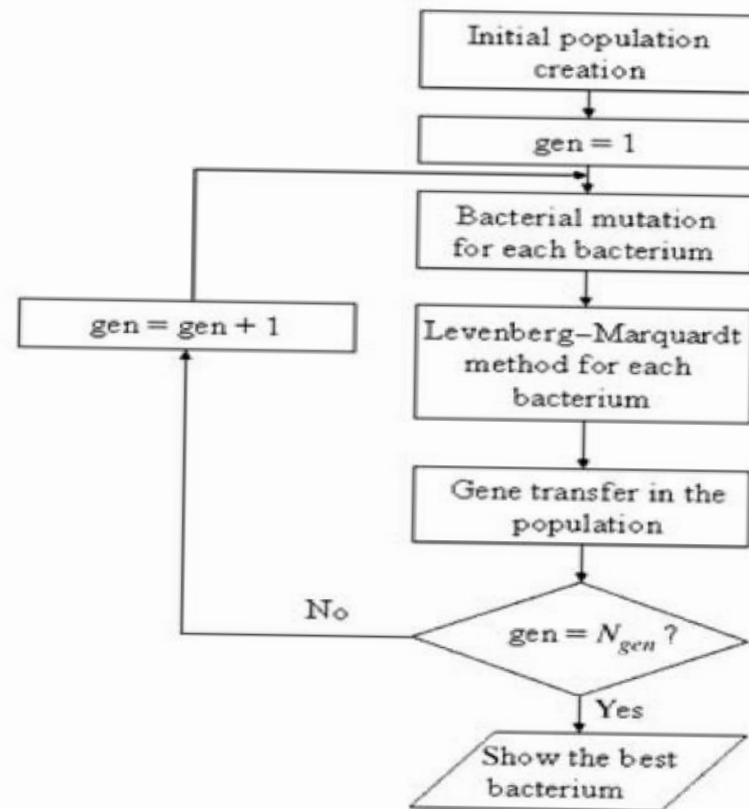 Initial population
creation
gen = 1
Bacterial mutation
for each bacterium
gen = gen + 1
Levenberg–Marquardt
method for each
bacterium
Gene transfer in the
population
No
gen = N_gen ?
Yes
Show the best
bacterium